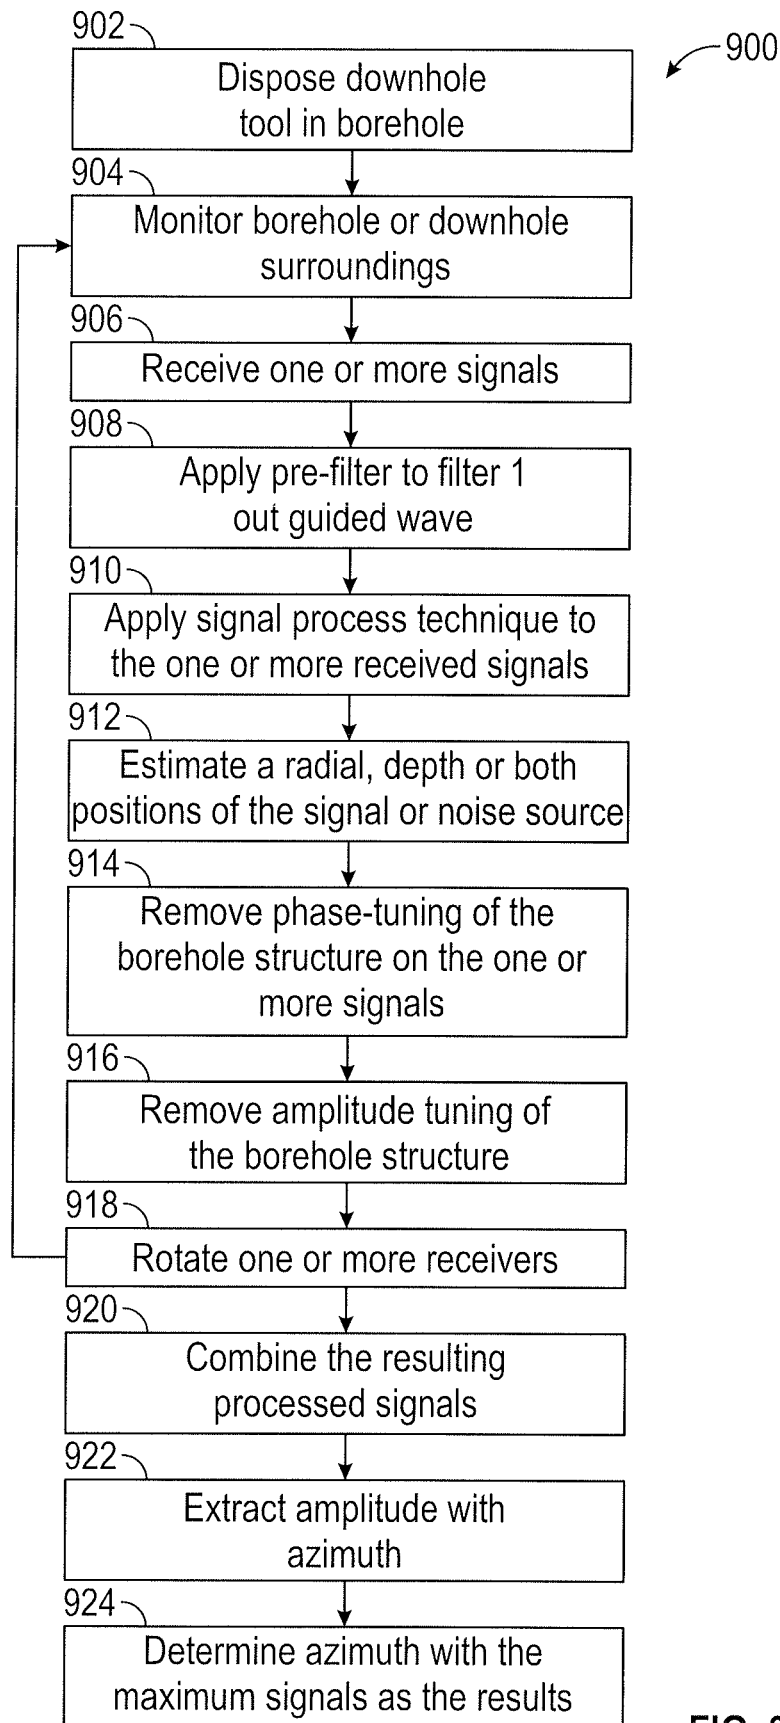 902
900
Dispose downhole
tool in borehole
904
Monitor borehole or downhole
surroundings
906
Receive one or more signals
908
Apply pre-filter to filter 1
out guided wave
910
Apply signal process technique to
the one or more received signals
912
Estimate a radial, depth or both
positions of the signal or noise source
914
Remove phase-tuning of the
borehole structure on the one or
more signals
916
Remove amplitude tuning of
the borehole structure
918
Rotate one or more receivers
920
Combine the resulting
processed signals
922
Extract amplitude with
azimuth
924
Determine azimuth with the
maximum signals as the results
FIG.